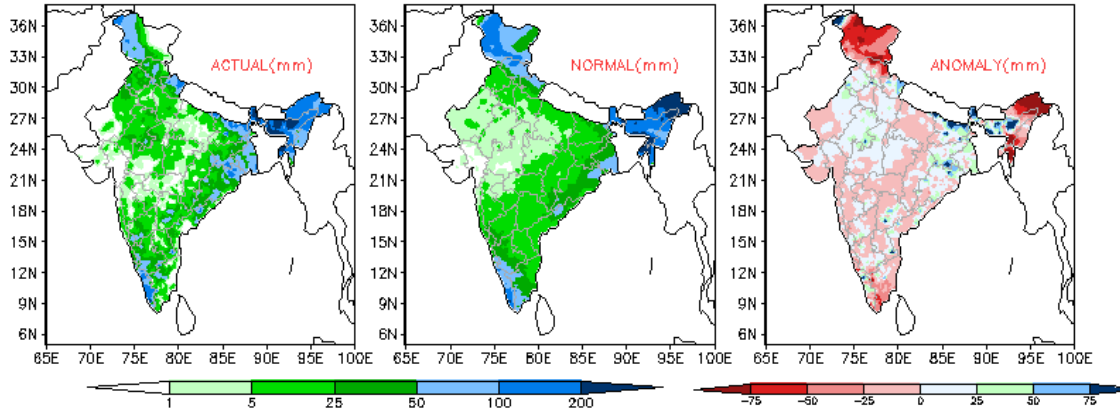 ACTUAL(mm)
NORMAL(mm)
ANOMALY(mm)
36N
33N
30N
27N
24N
21N
18N
15N
12N
9N
6N
65E 70E 75E 80E 85E 90E 95E 100E
36N
33N
30N
27N
24N
21N
18N
15N
12N
9N
6N
65E 70E 75E 80E 85E 90E 95E 100E
36N
33N
30N
27N
24N
21N
18N
15N
12N
9N
6N
65E 70E 75E 80E 85E 90E 95E 100E
1 5 25 50 100 200
-75 -50 -25 0 25 50 75